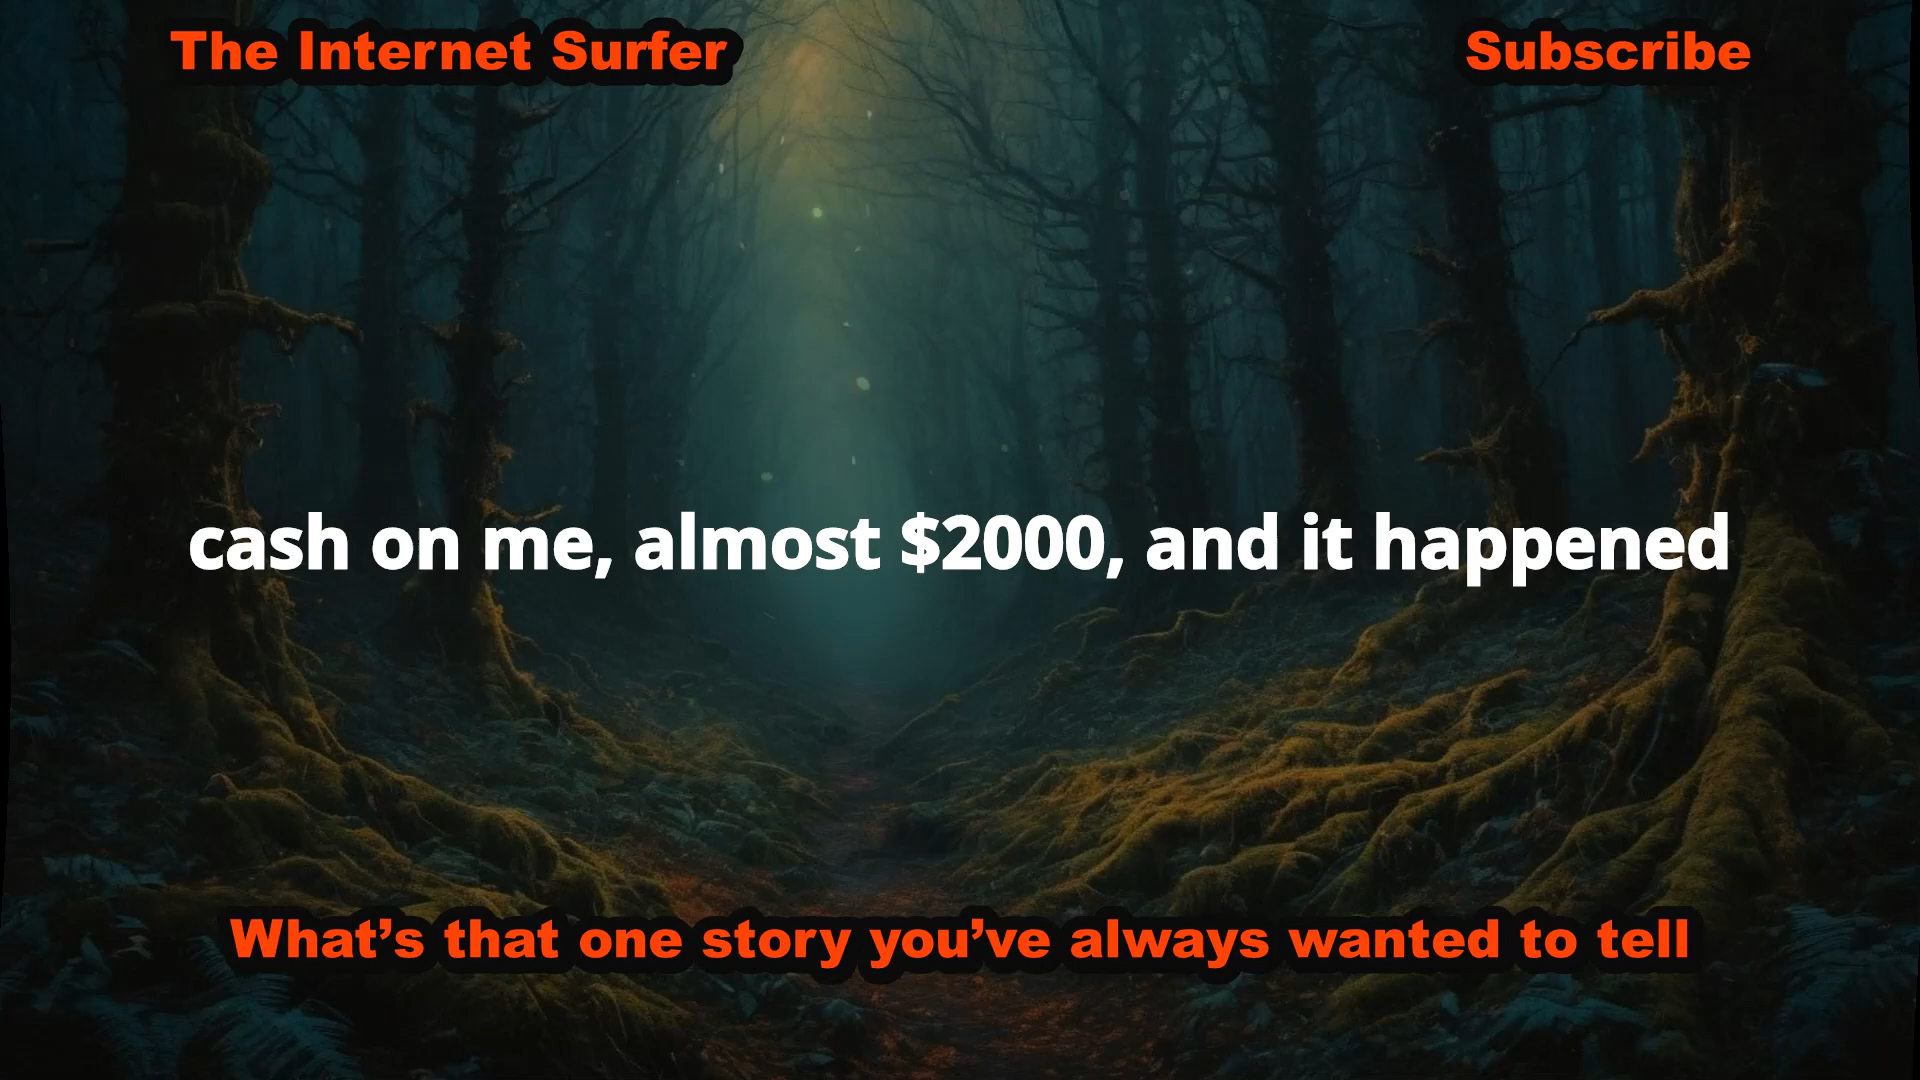 The Internet Surfer
Subscribe
cash on me, almost $2000, and it happened
What’s that one story you’ve always wanted to tell